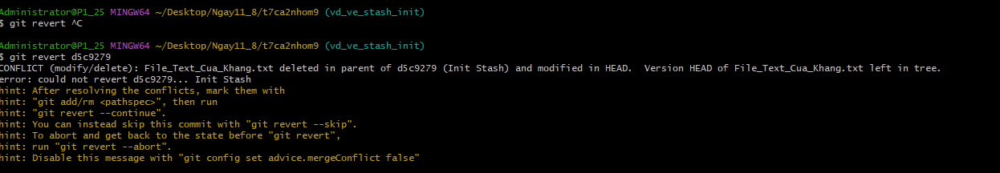 Administrator@P1_25 MINGW64 ~/Desktop/Ngay11_8/t7ca2nhom9 (vd_ve_stash_init)
$ git revert ^C
Administrator@P1_25 MINGW64 ~/Desktop/Ngay11_8/t7ca2nhom9 (vd_ve_stash_init)
$ git revert d5c9279
CONFLICT (modify/delete): File_Text_Cua_Khang.txt deleted in parent of d5c9279 (Init Stash) and modified in HEAD.  Version HEAD of File_Text_Cua_Khang.txt left in tree.
error: could not revert d5c9279... Init Stash
hint: After resolving the conflicts, mark them with
hint: "git add/rm <pathspec>", then run
hint: "git revert --continue".
hint: You can instead skip this commit with "git revert --skip".
hint: To abort and get back to the state before "git revert",
hint: run "git revert --abort".
hint: Disable this message with "git config set advice.mergeConflict false"